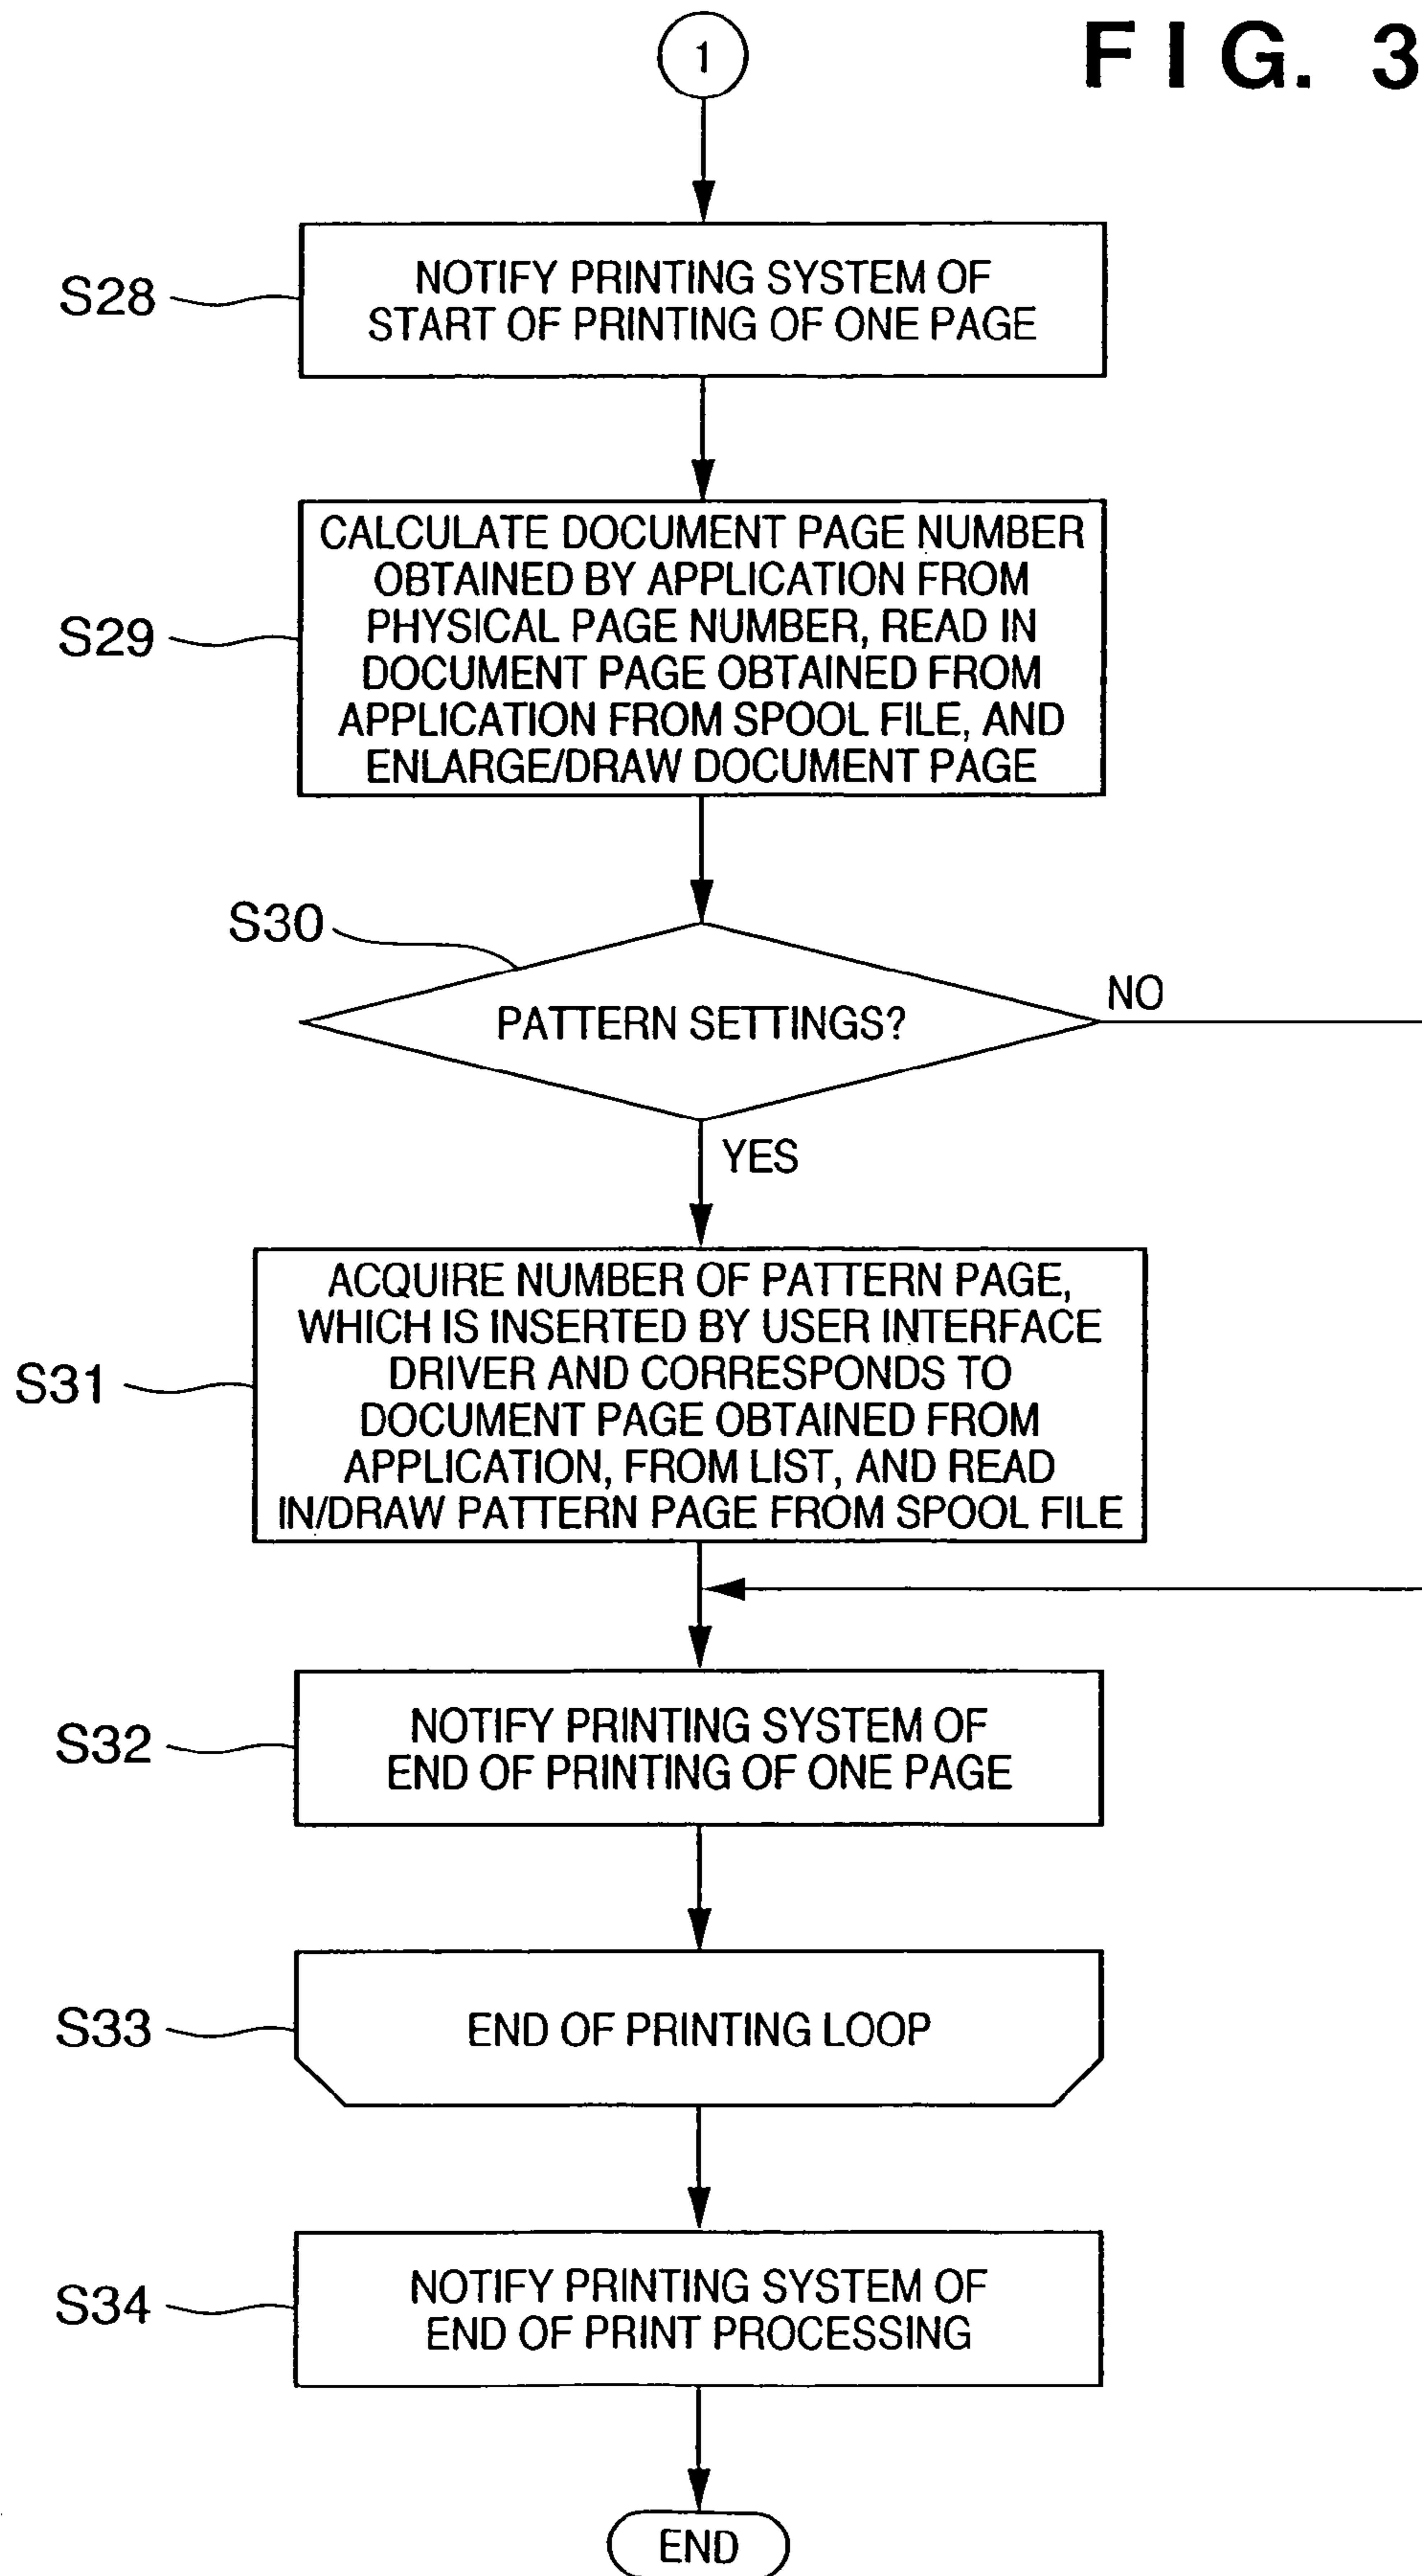 FIG. 3
1
S28
NOTIFY PRINTING SYSTEM OF
START OF PRINTING OF ONE PAGE
S29
CALCULATE DOCUMENT PAGE NUMBER
OBTAINED BY APPLICATION FROM
PHYSICAL PAGE NUMBER, READ IN
DOCUMENT PAGE OBTAINED FROM
APPLICATION FROM SPOOL FILE, AND
ENLARGE/DRAW DOCUMENT PAGE
S30
PATTERN SETTINGS?
NO
YES
S31
ACQUIRE NUMBER OF PATTERN PAGE,
WHICH IS INSERTED BY USER INTERFACE
DRIVER AND CORRESPONDS TO
DOCUMENT PAGE OBTAINED FROM
APPLICATION, FROM LIST, AND READ
IN/DRAW PATTERN PAGE FROM SPOOL FILE
S32
NOTIFY PRINTING SYSTEM OF
END OF PRINTING OF ONE PAGE
S33
END OF PRINTING LOOP
S34
NOTIFY PRINTING SYSTEM OF
END OF PRINT PROCESSING
END